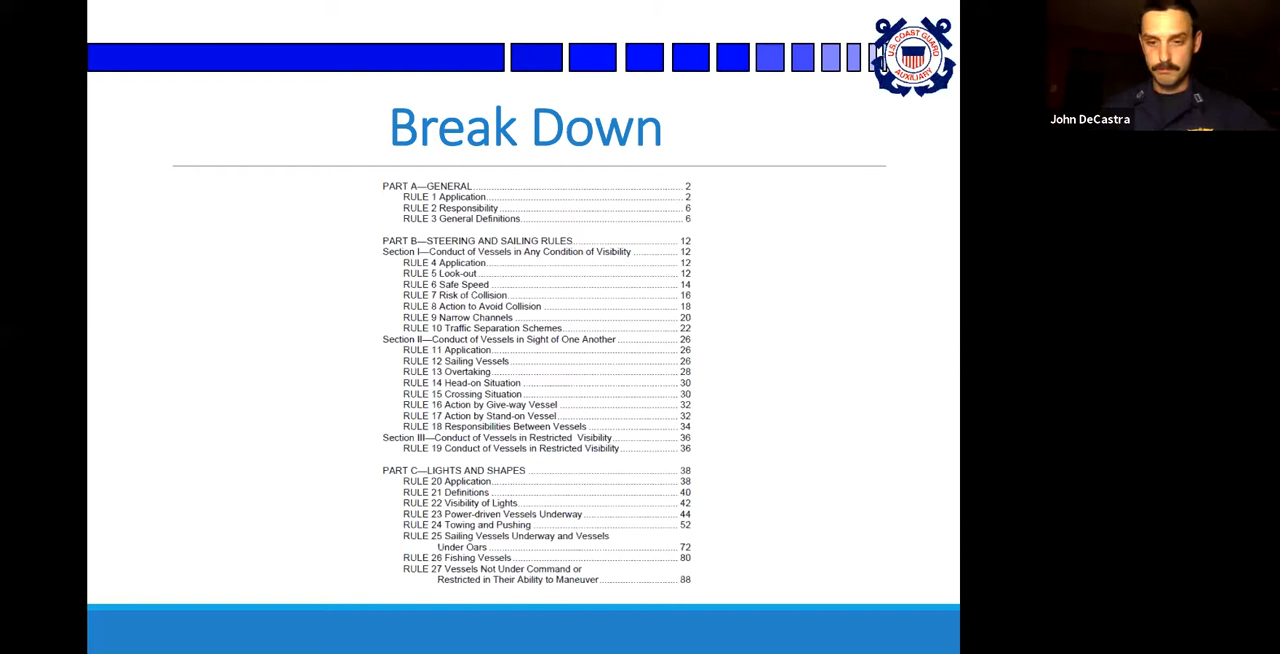 U.S. COAST GUARD
AUXILIARY
John DeCastra
Break Down
PART A—GENERAL 2
RULE 1 Application 2
RULE 2 Responsibility 6
RULE 3 General Definitions 6
PART B—STEERING AND SAILING RULES 12
Section I—Conduct of Vessels in Any Condition of Visibility 12
RULE 4 Application 12
RULE 5 Look-out 12
RULE 6 Safe Speed 14
RULE 7 Risk of Collision 16
RULE 8 Action to Avoid Collision 18
RULE 9 Narrow Channels 20
RULE 10 Traffic Separation Schemes 22
Section II—Conduct of Vessels in Sight of One Another 26
RULE 11 Application 26
RULE 12 Sailing Vessels 26
RULE 13 Overtaking 28
RULE 14 Head-on Situation 30
RULE 15 Crossing Situation 30
RULE 16 Action by Give-way Vessel 32
RULE 17 Action by Stand-on Vessel 32
RULE 18 Responsibilities Between Vessels 34
Section III—Conduct of Vessels in Restricted Visibility 36
RULE 19 Conduct of Vessels in Restricted Visibility 36
PART C—LIGHTS AND SHAPES 38
RULE 20 Application 38
RULE 21 Definitions 40
RULE 22 Visibility of Lights 42
RULE 23 Power-driven Vessels Underway 44
RULE 24 Towing and Pushing 52
RULE 25 Sailing Vessels Underway and Vessels
Under Oars 72
RULE 26 Fishing Vessels 80
RULE 27 Vessels Not Under Command or
Restricted in Their Ability to Maneuver 88